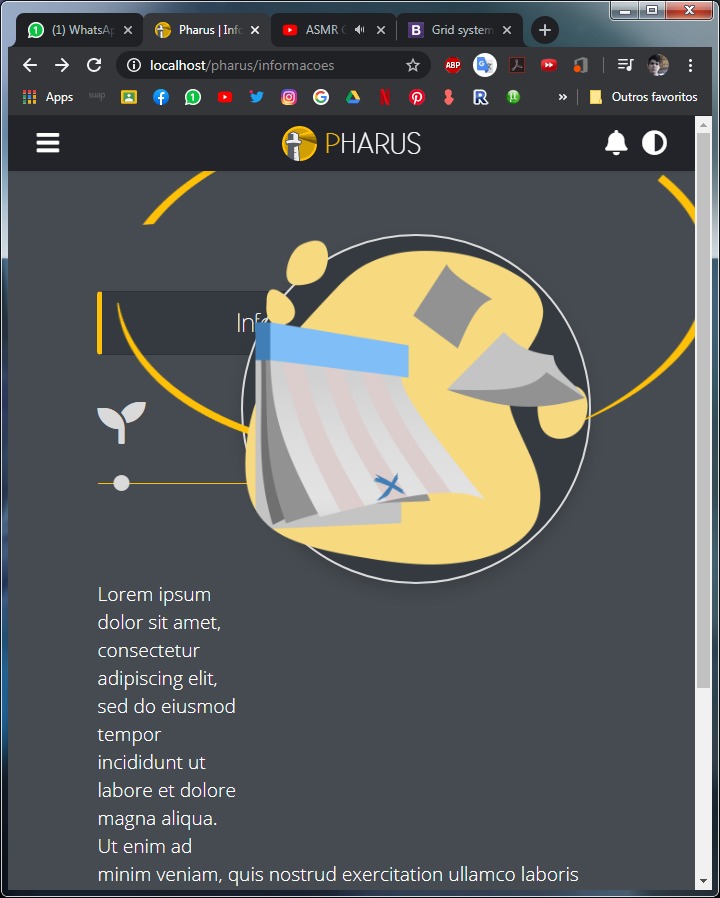 (1) WhatsAp
Pharus | Info
ASMR
Grid system
localhost/pharus/informacoes
ABP
Apps
swap
Outros favoritos
PHARUS
Info
Lorem ipsum
dolor sit amet,
consectetur
adipiscing elit,
sed do eiusmod
tempor
incididunt ut
labore et dolore
magna aliqua.
Ut enim ad
minim veniam, quis nostrud exercitation ullamco laboris